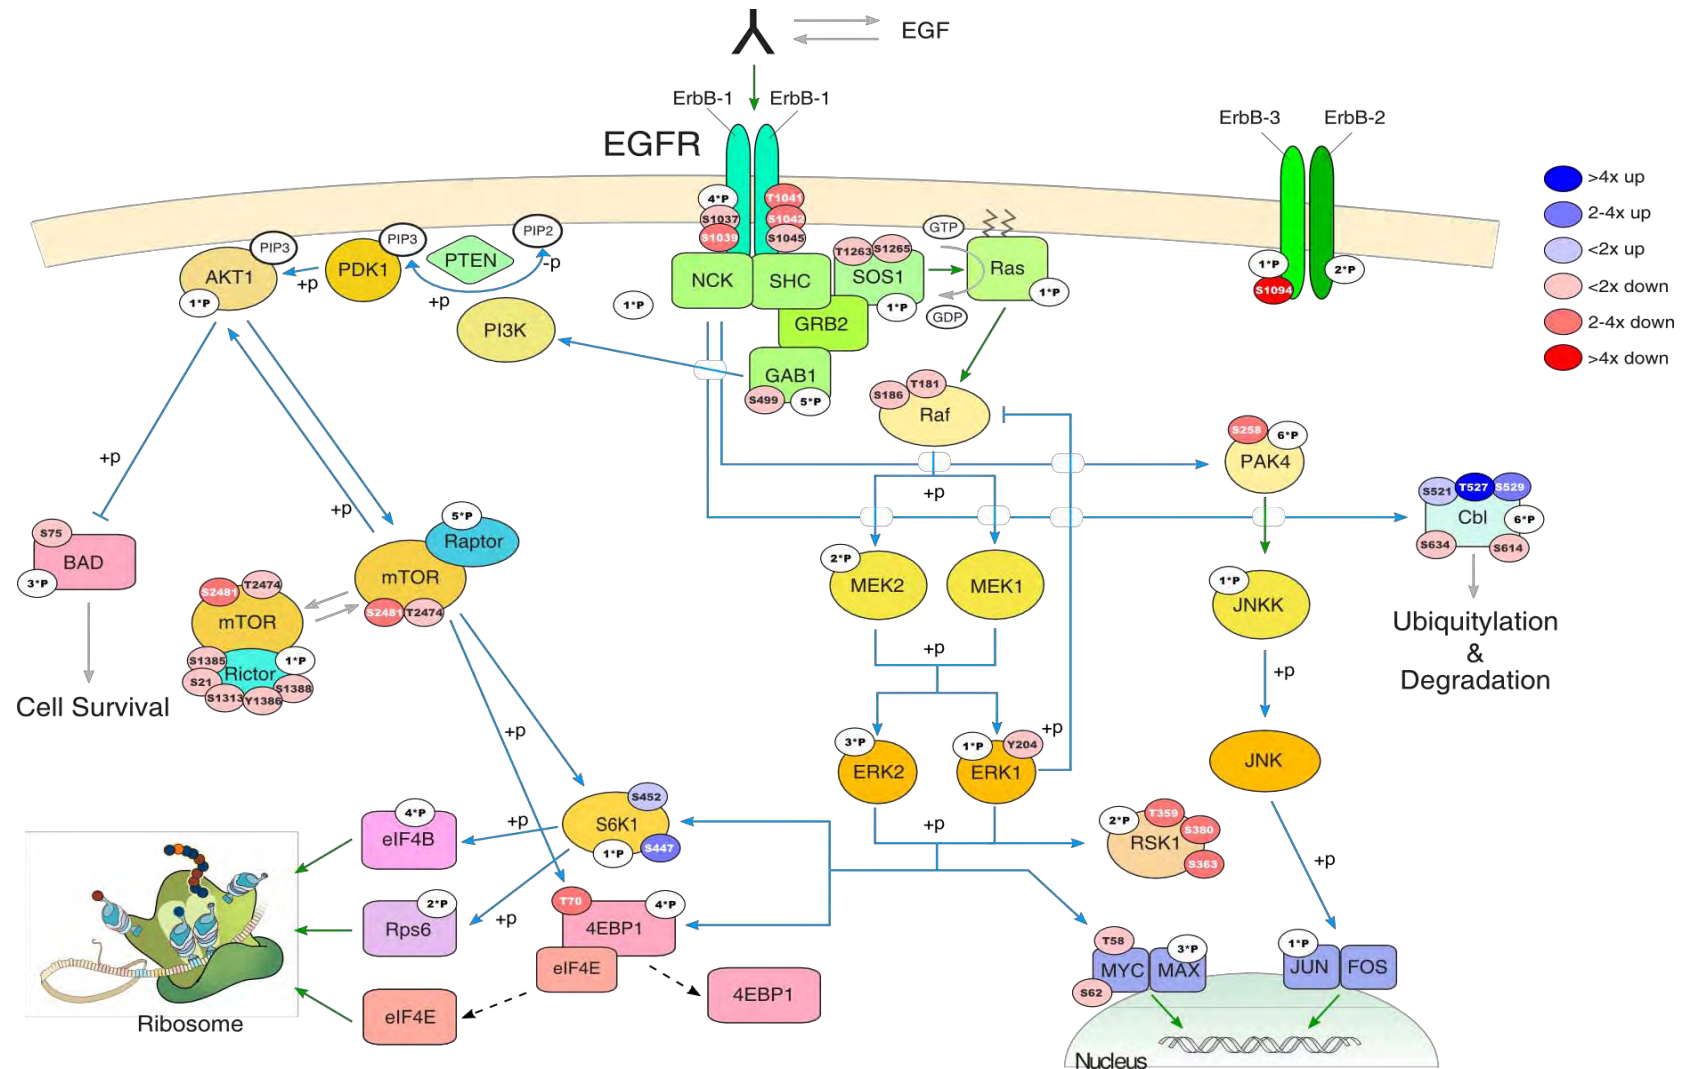 EGF
ErbB-1
ErbB-1
EGFR
ErbB-3
ErbB-2
>4x up
2-4x up
<2x up
<2x down
2-4x down
>4x down
4*P
S1037
S1039
T1041
S1042
S1045
PIP3
PIP3
PIP2
AKT1
1*P
+p
PDK1
PTEN
-p
+p
PI3K
1*P
NCK
SHC
T1263
S1265
SOS1
1*P
GRB2
GTP
GDP
Ras
1*P
GAB1
S499
5*P
1*P
S1094
2*P
S186
T181
Raf
+p
S258
6*P
PAK4
S521
T527
S529
Cbl
6*P
S634
S614
Ubiquitylation
&
Degradation
+p
+p
S75
BAD
3*P
Cell Survival
5*P
Raptor
mTOR
S2481
T2474
S2481
T2474
mTOR
S1385
Rictor
1*P
S21
S1313
Y1386
S1388
2*P
MEK2
MEK1
+p
1*P
JNKK
+p
JNK
+p
3*P
ERK2
1*P
Y204
ERK1
+p
+p
2*P
T359
S380
RSK1
S363
+p
S452
S6K1
1*P
S447
+p
+p
4*P
eIF4B
2*P
Rps6
eIF4E
T70
4*P
4EBP1
eIF4E
4EBP1
Ribosome
T58
3*P
MYC
MAX
S62
1*P
JUN
FOS
Nucleus